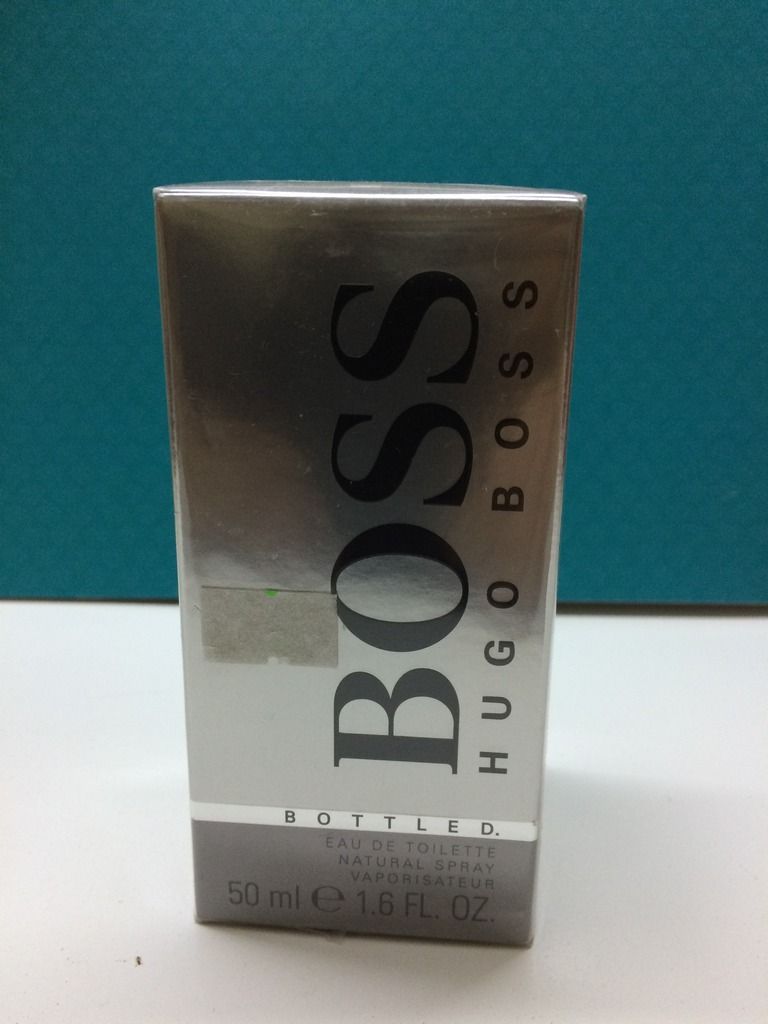 BOSS
HUGO BOSS
BOTTLED.
EAU DE TOILETTE
NATURAL SPRAY
VAPORISATEUR
50 ml ℮ 1.6 FL. OZ.